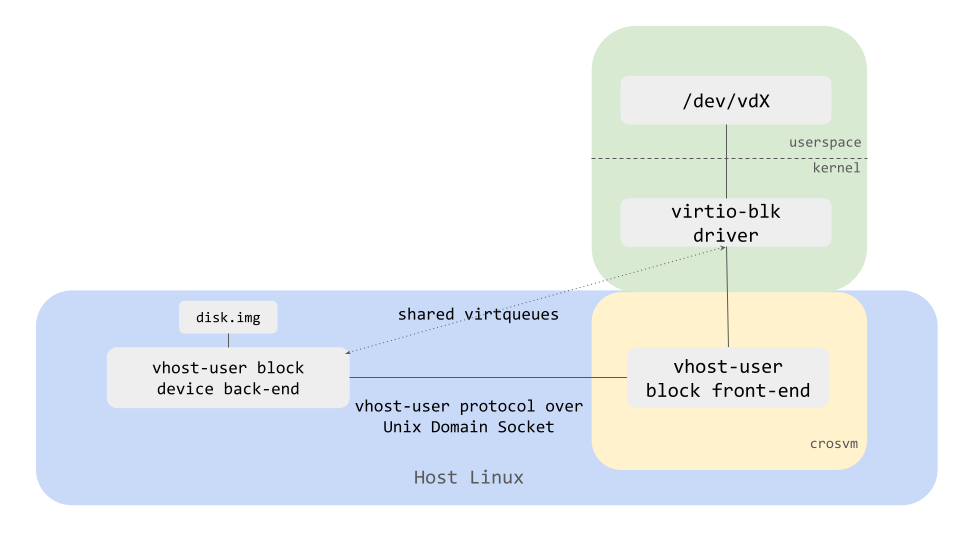 /dev/vdX
userspace
kernel
virtio-blk
driver
shared virtqueues
disk.img
vhost-user block
device back-end
vhost-user
block front-end
vhost-user protocol over
Unix Domain Socket
crosvm
Host Linux